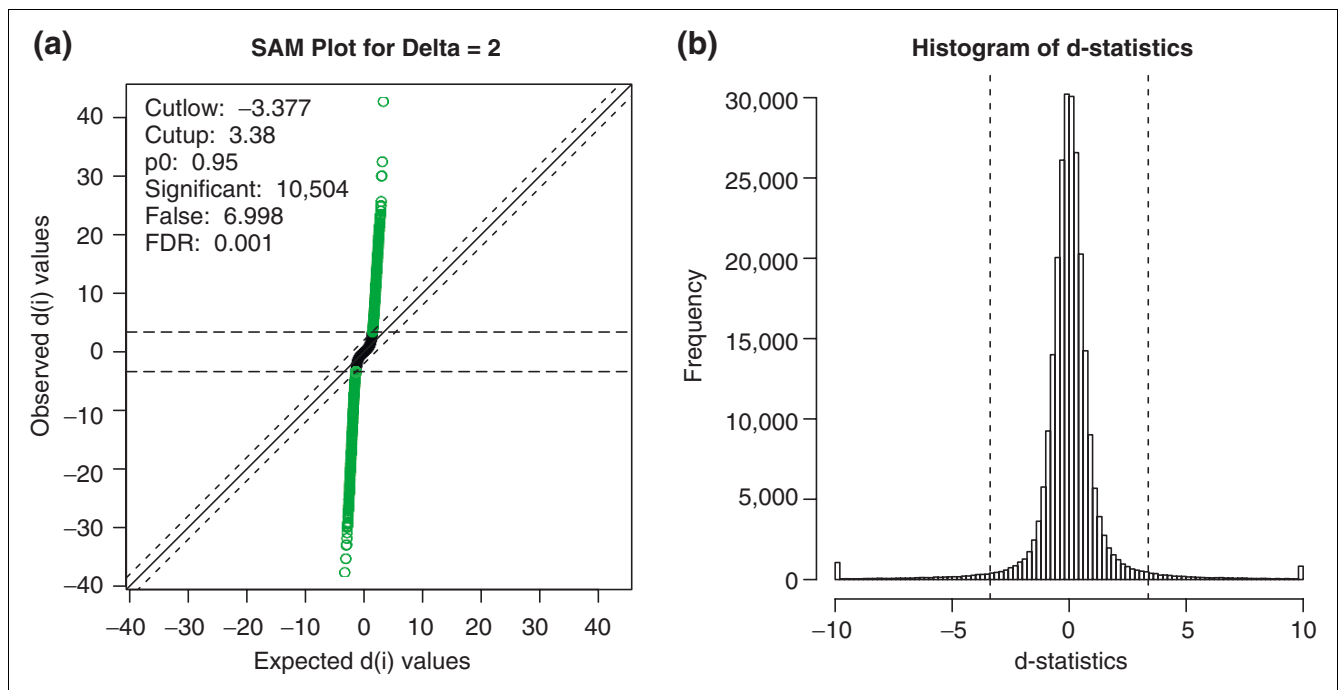 (a)
SAM Plot for Delta = 2
Cutlow: –3.377
Cutup: 3.38
p0: 0.95
Significant: 10,504
False: 6.998
FDR: 0.001
Observed d(i) values
40
30
20
10
0
–10
–20
–30
–40
–40 –30 –20 –10 0 10 20 30 40
Expected d(i) values
(b)
Histogram of d-statistics
Frequency
30,000
25,000
20,000
15,000
10,000
5,000
0
–10 –5 0 5 10
d-statistics